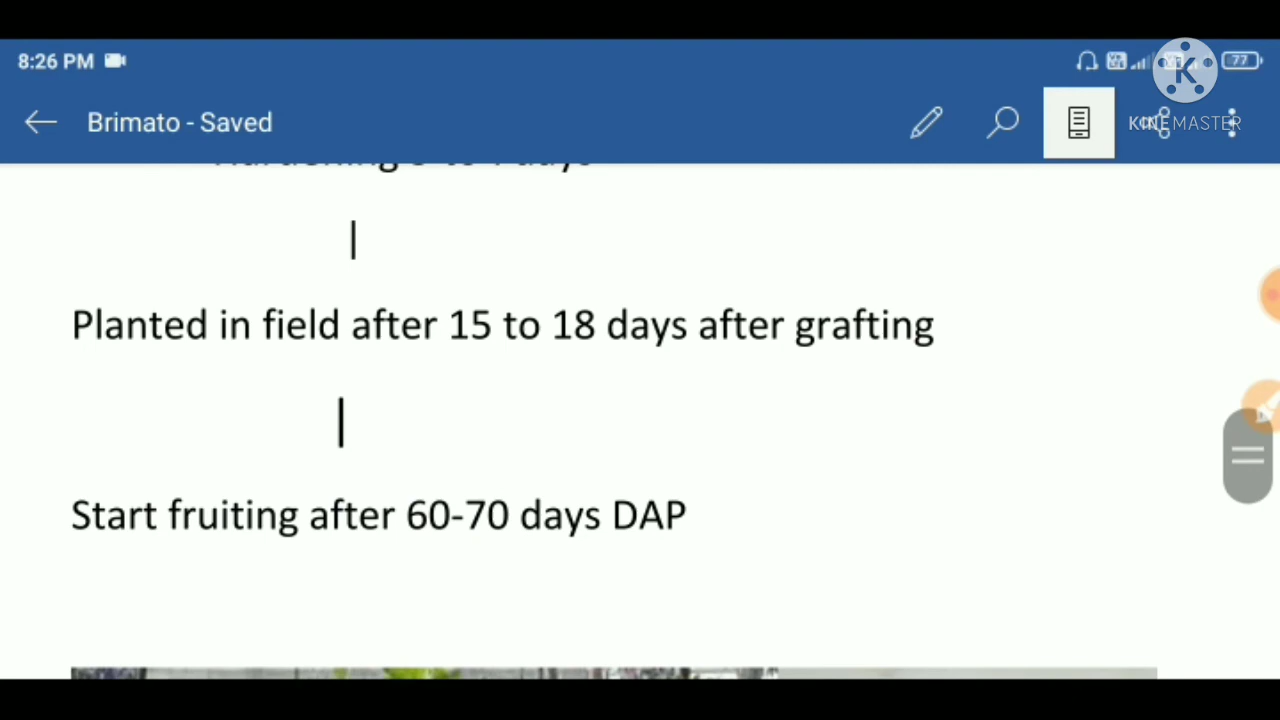 8:26 PM
77
Brimato - Saved
KINEMASTER
Planted in field after 15 to 18 days after grafting
Start fruiting after 60-70 days DAP